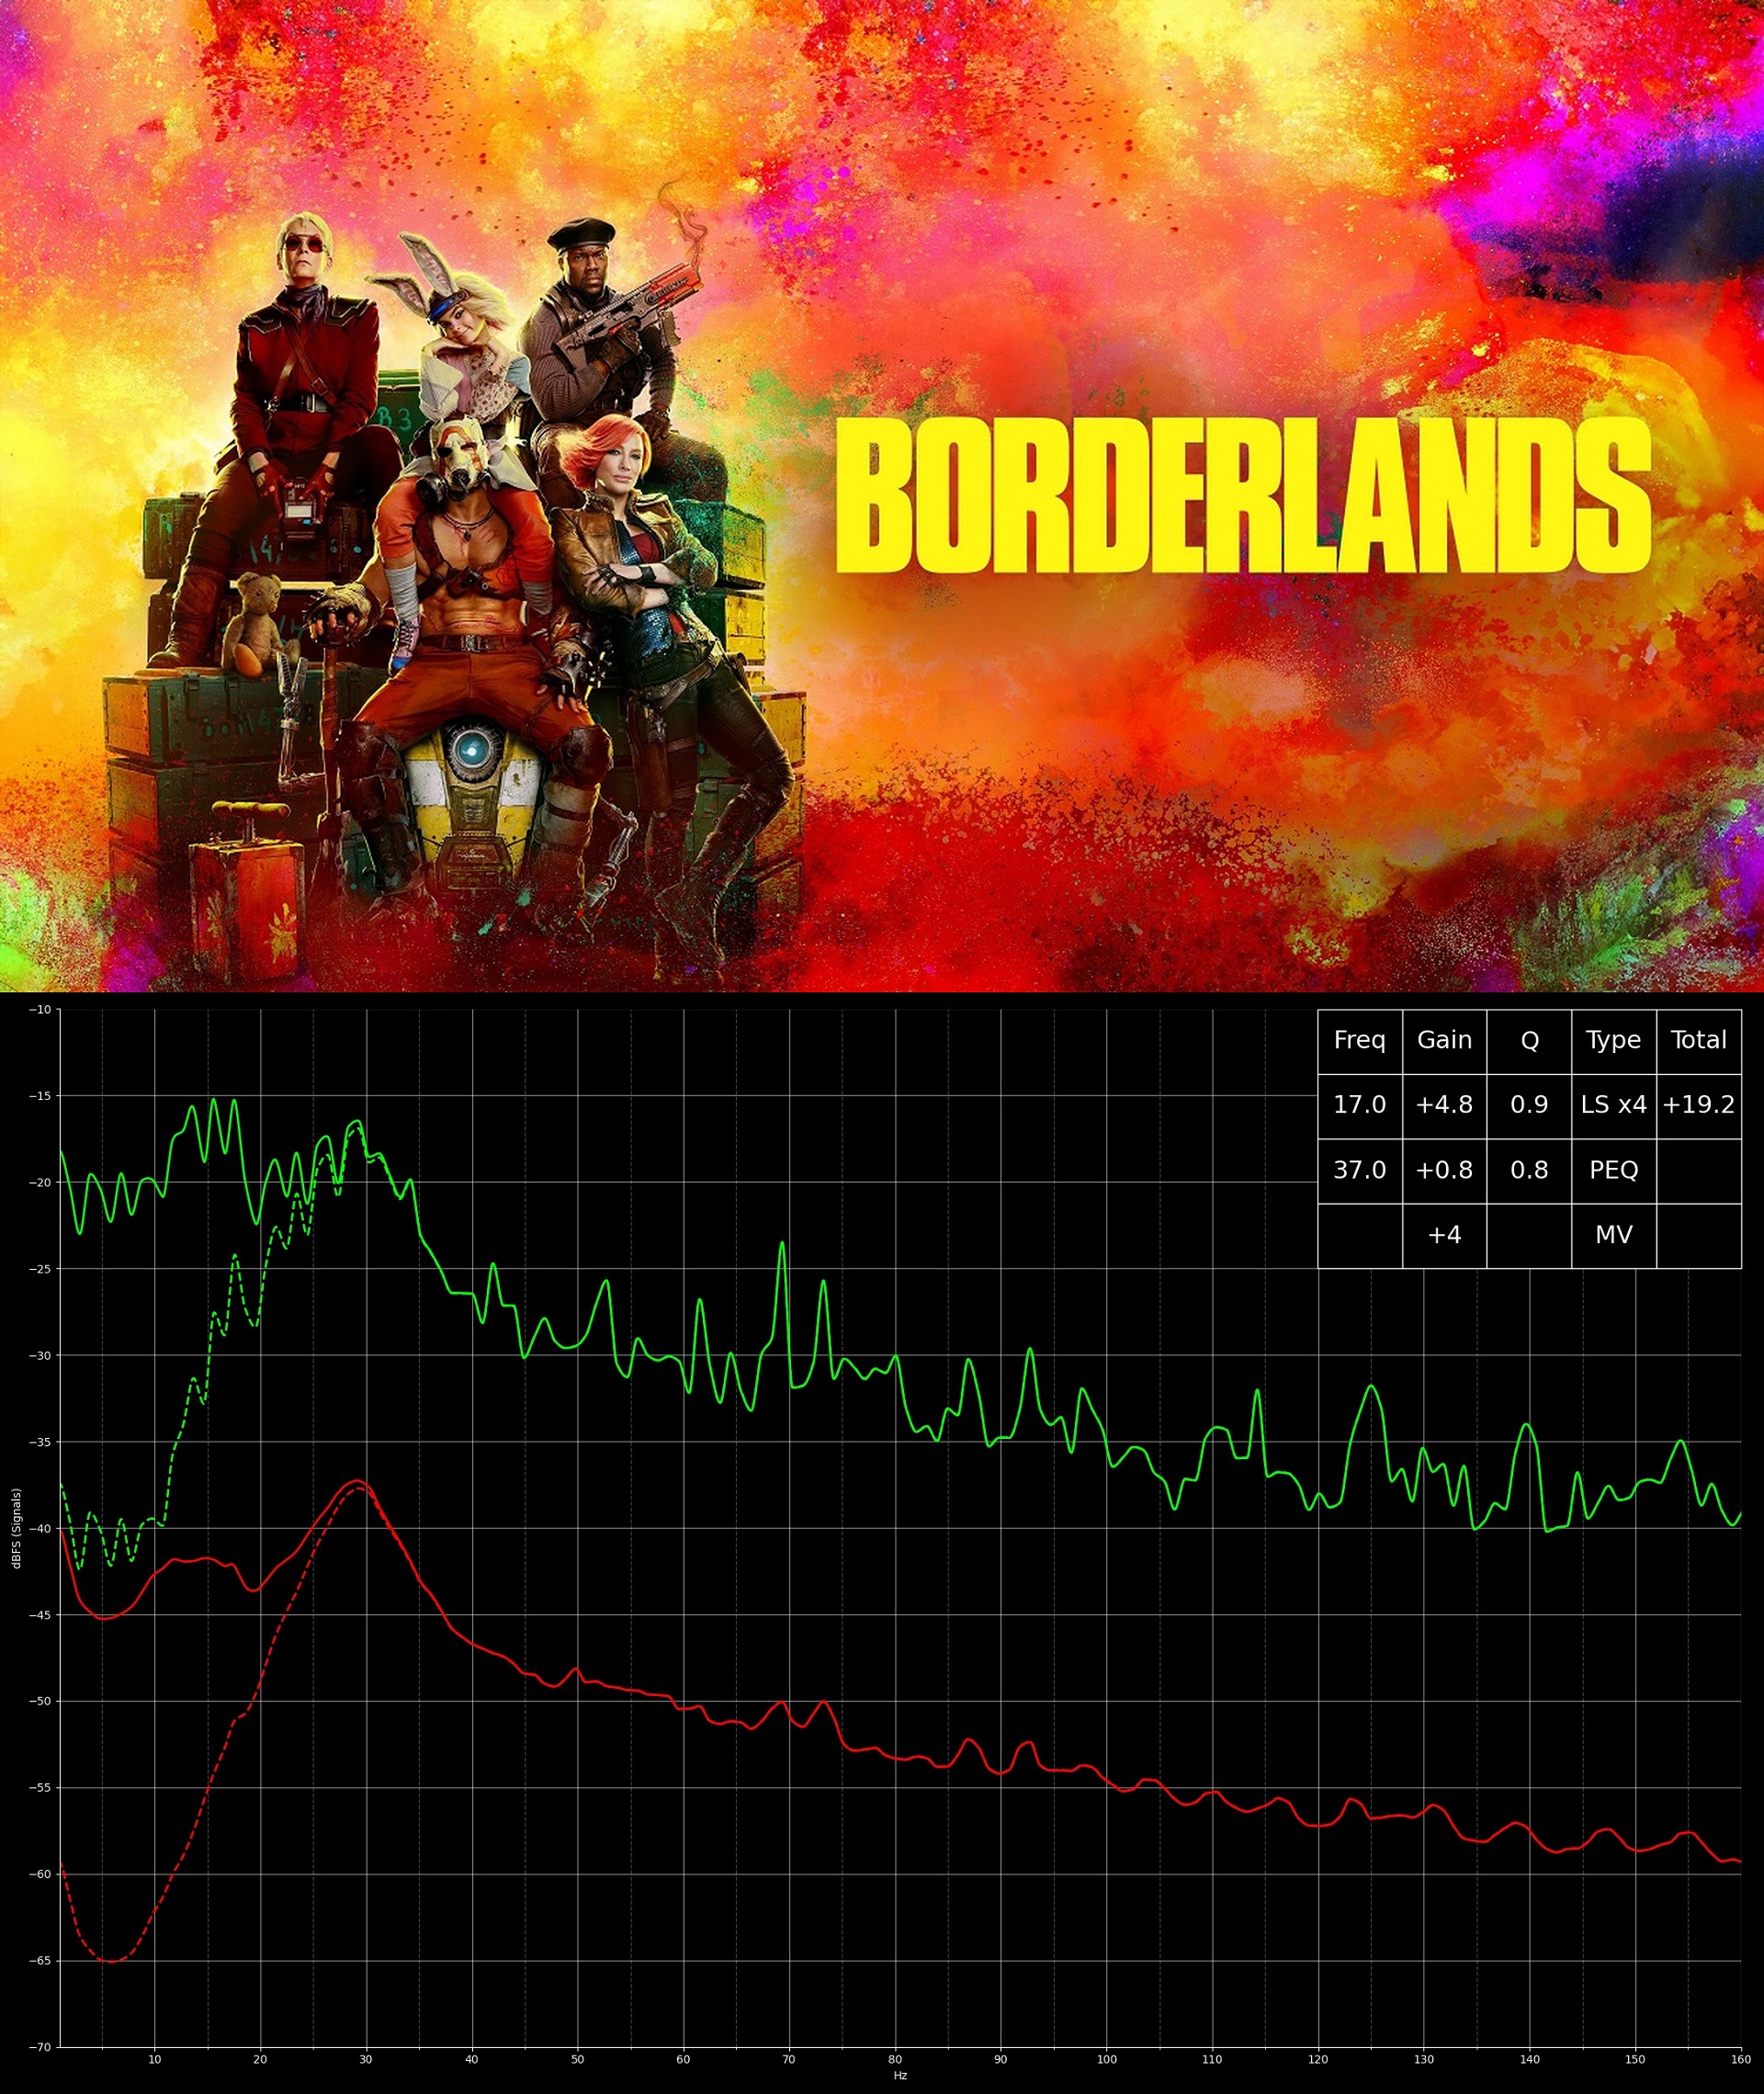 B3
BORDERLANDS
Freq Gain Q Type Total
17.0 +4.8 0.9 LS x4 +19.2
37.0 +0.8 0.8 PEQ
+4 MV
−10
−15
−20
−25
−30
−35
−40
−45
−50
−55
−60
−65
−70
dBFS (Signals)
10 20 30 40 50 60 70 80 90 100 110 120 130 140 150 160
Hz